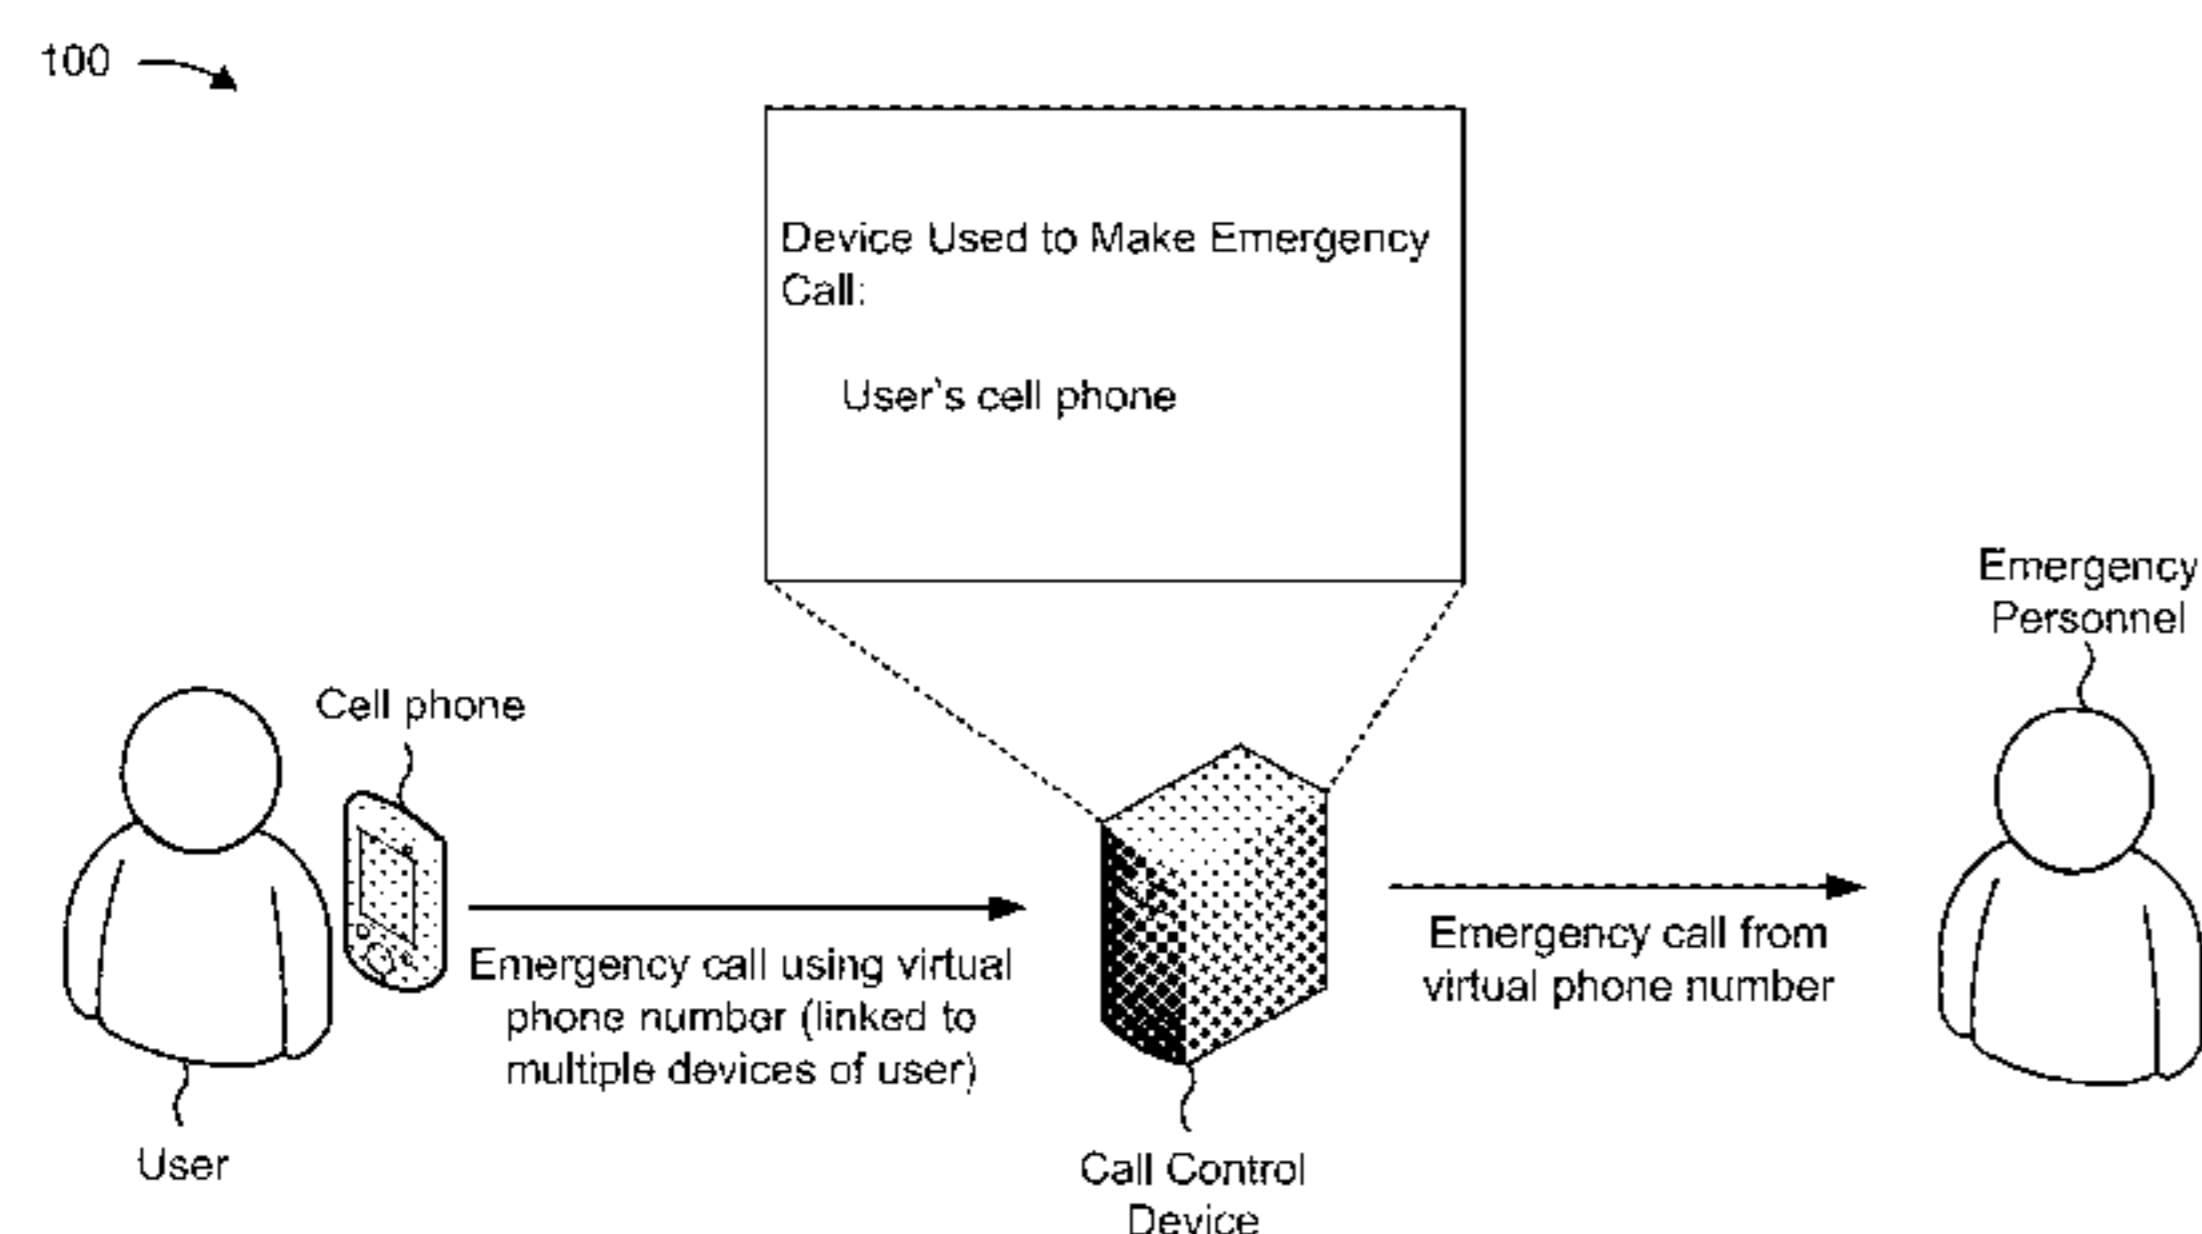 100
Device Used to Make Emergency
Call:
User's cell phone
Emergency
Personnel
Cell phone
Emergency call using virtual
phone number (linked to
multiple devices of user)
Emergency call from
virtual phone number
User
Call Control
Device